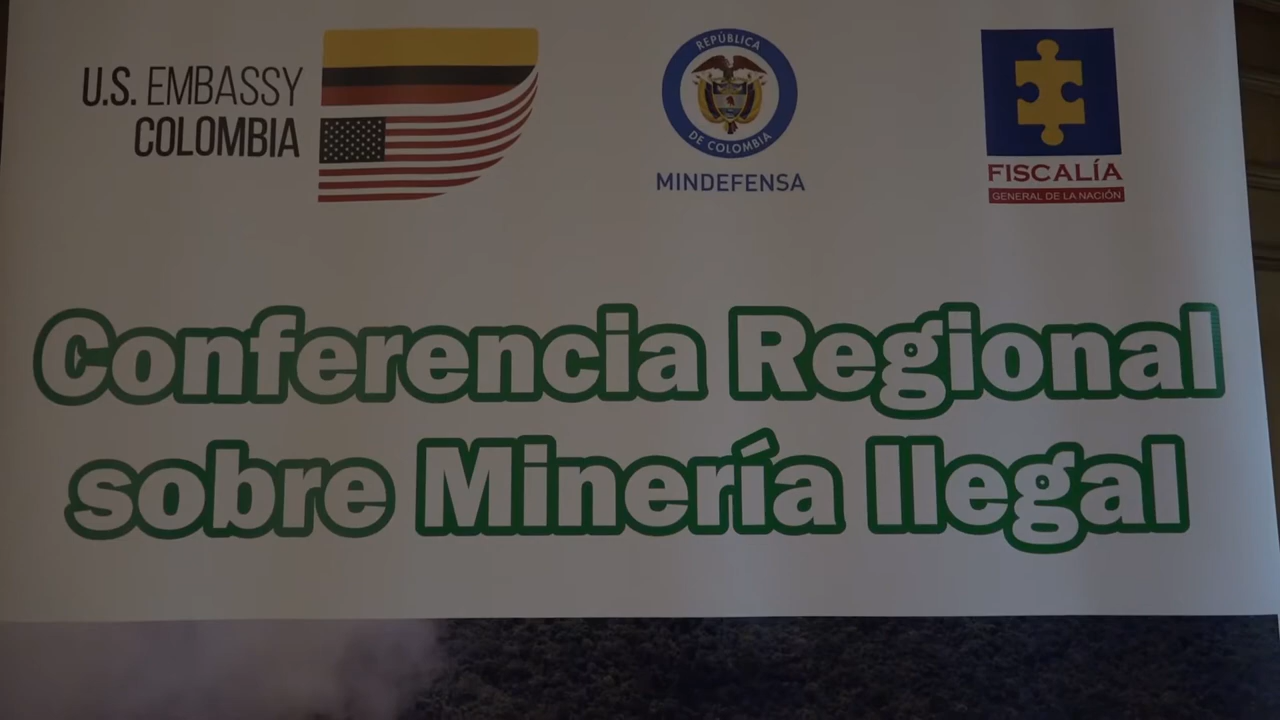 U.S. EMBASSY
COLOMBIA
REPÚBLICA
DE COLOMBIA
MINDEFENSA
FISCALÍA
GENERAL DE LA NACIÓN
Conferencia Regional
sobre Minería Ilegal